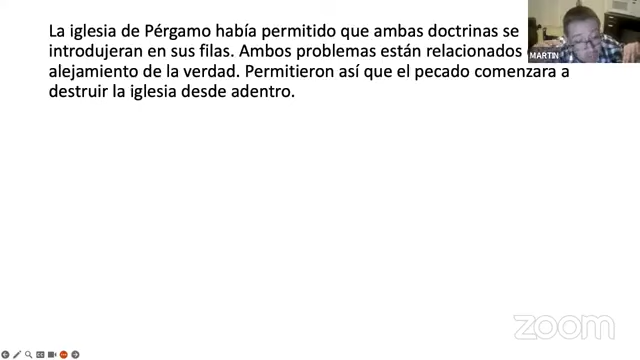 La iglesia de Pérgamo había permitido que ambas doctrinas se
introdujeran en sus filas. Ambos problemas están relacionados
alejamiento de la verdad. Permitieron así que el pecado comenzara a
destruir la iglesia desde adentro.
MARTIN
zoom